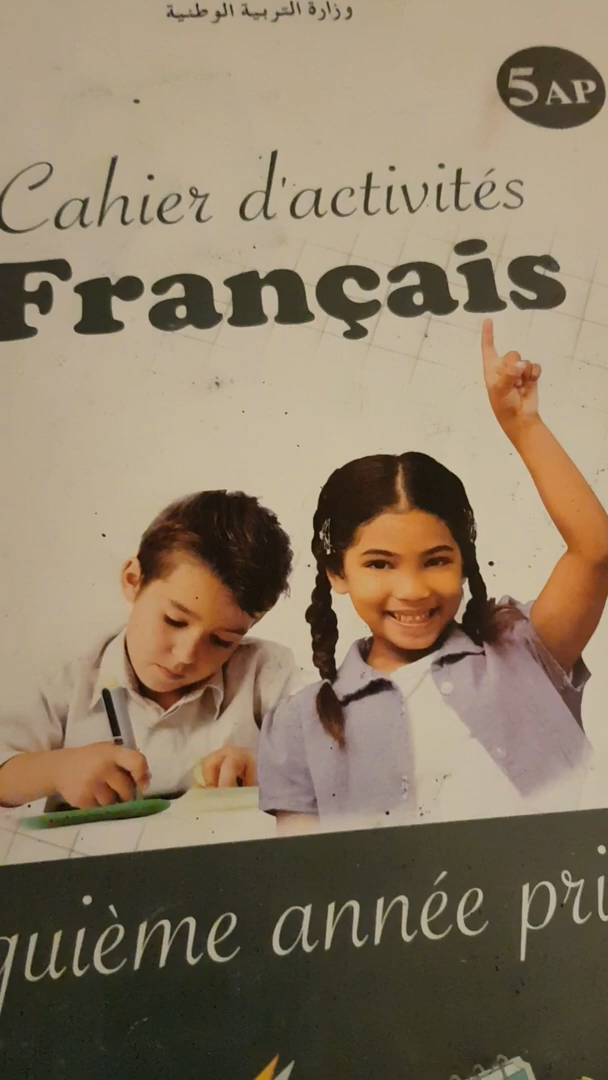 وزارة التربية الوطنية
5AP
Cahier d'activités
Français
quième année pri